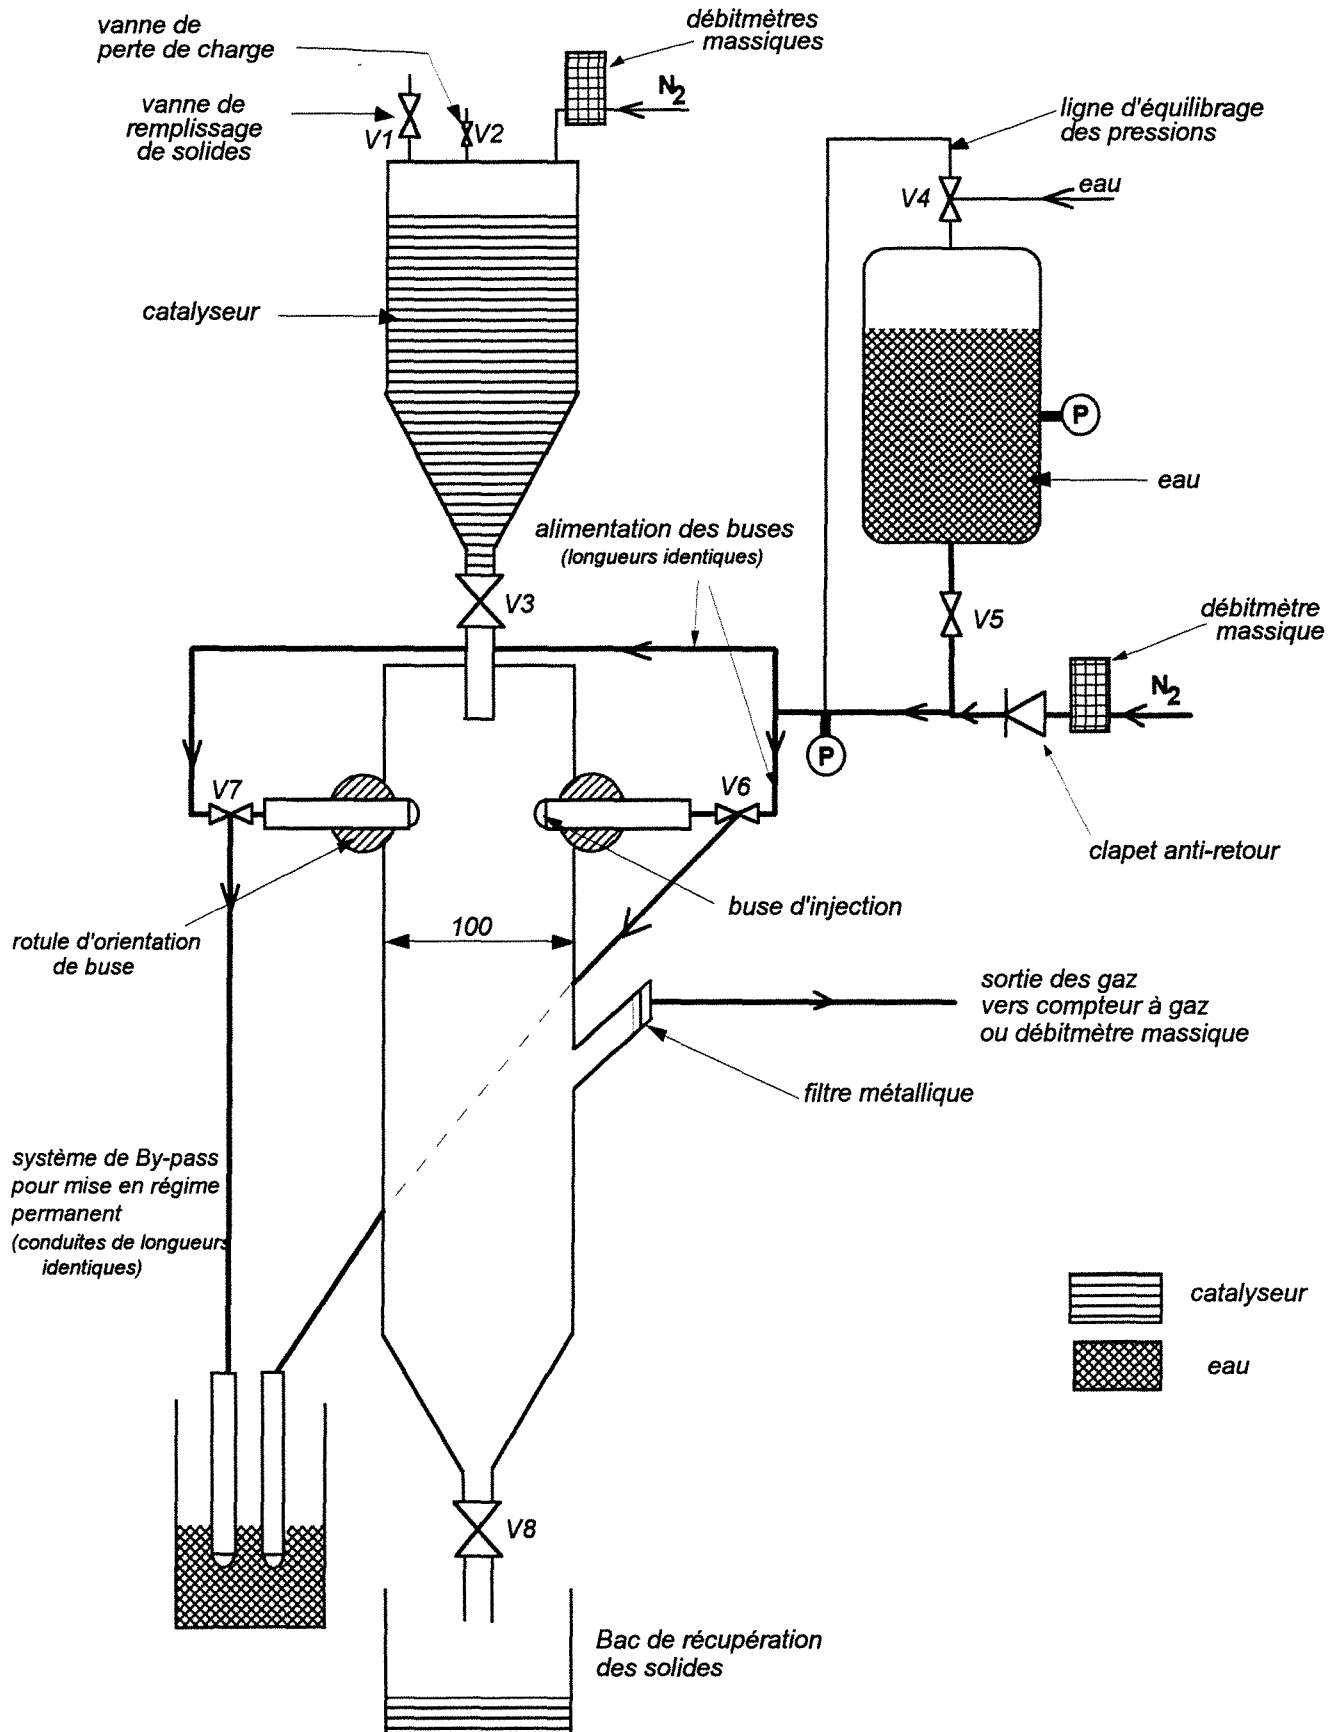 vanne de
perte de charge
débitmètres
massiques
N2
vanne de
remplissage
de solides
V1
V2
ligne d'équilibrage
des pressions
V4
eau
catalyseur
P
eau
alimentation des buses
(longueurs identiques)
V3
V5
débitmètre
massique
N2
P
V7
V6
clapet anti-retour
buse d'injection
rotule d'orientation
de buse
100
sortie des gaz
vers compteur à gaz
ou débitmètre massique
filtre métallique
système de By-pass
pour mise en régime
permanent
(conduites de longueurs
identiques)
catalyseur
eau
V8
Bac de récupération
des solides